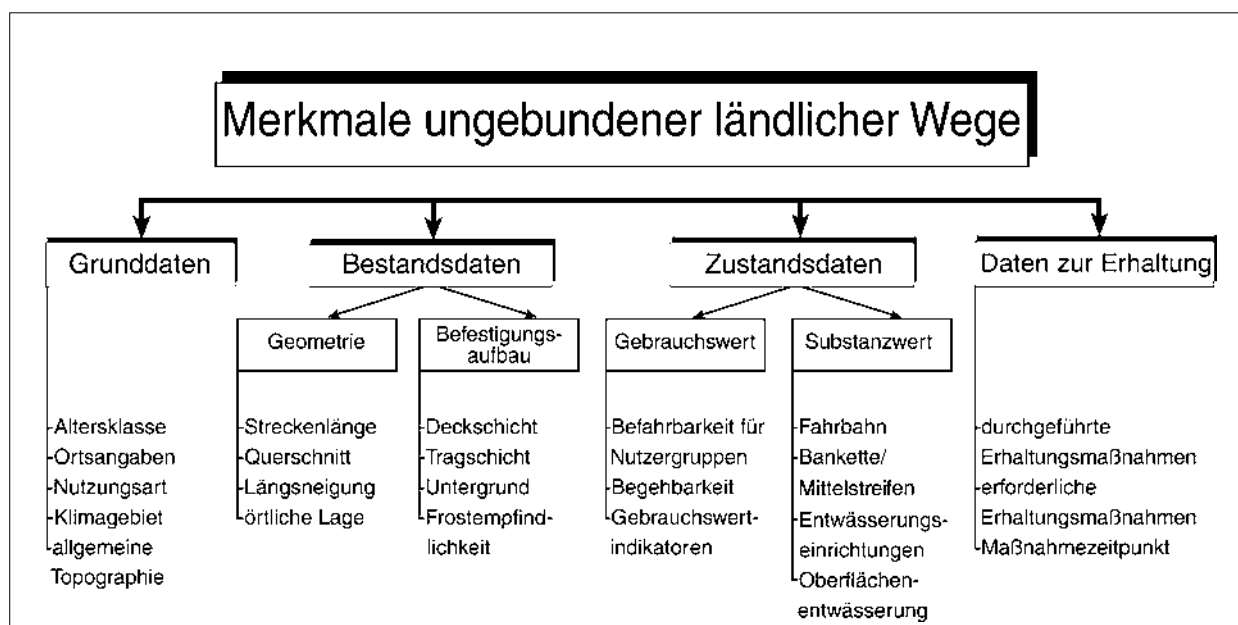 Merkmale ungebundener ländlicher Wege
Grunddaten
Altersklasse
Ortsangaben
Nutzungsart
Klimagebiet
allgemeine
Topographie
Bestandsdaten
Geometrie
Streckenlänge
Querschnitt
Längsneigung
örtliche Lage
Befestigungs-
aufbau
Deckschicht
Tragschicht
Untergrund
Frostempfind-
lichkeit
Zustandsdaten
Gebrauchswert
Befahrbarkeit für
Nutzergruppen
Begehbarkeit
Gebrauchswert-
indikatoren
Substanzwert
Fahrbahn
Bankette/
Mittelstreifen
Entwässerungs-
einrichtungen
Oberflächen-
entwässerung
Daten zur Erhaltung
durchgeführte
Erhaltungsmaßnahmen
erforderliche
Erhaltungsmaßnahmen
Maßnahmezeitpunkt